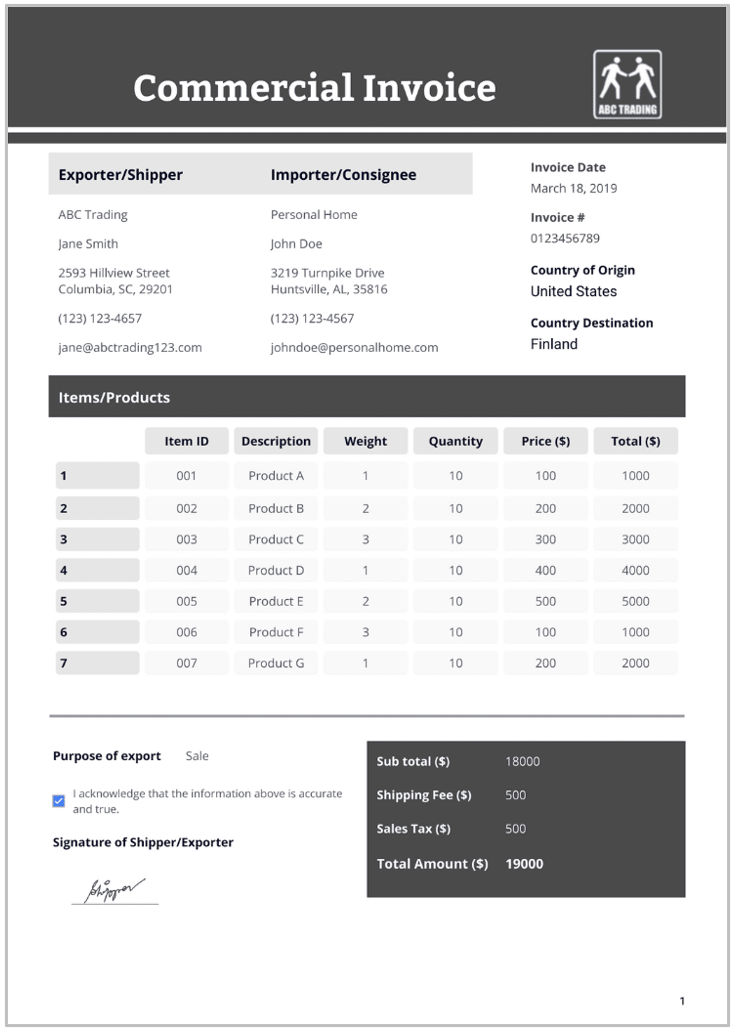 Commercial Invoice
ABC TRADING
Exporter/Shipper
ABC Trading
Jane Smith
2593 Hillview Street
Columbia, SC, 29201
(123) 123-4657
jane@abctrading123.com
Importer/Consignee
Personal Home
John Doe
3219 Turnpike Drive
Huntsville, AL, 35816
(123) 123-4567
johndoe@personalhome.com
Invoice Date
March 18, 2019
Invoice #
0123456789
Country of Origin
United States
Country Destination
Finland
Items/Products
Item ID Description Weight Quantity Price ($) Total ($)
1 001 Product A 1 10 100 1000
2 002 Product B 2 10 200 2000
3 003 Product C 3 10 300 3000
4 004 Product D 1 10 400 4000
5 005 Product E 2 10 500 5000
6 006 Product F 3 10 100 1000
7 007 Product G 1 10 200 2000
Purpose of export Sale
I acknowledge that the information above is accurate
and true.
Signature of Shipper/Exporter
Shipper
Sub total ($) 18000
Shipping Fee ($) 500
Sales Tax ($) 500
Total Amount ($) 19000
1